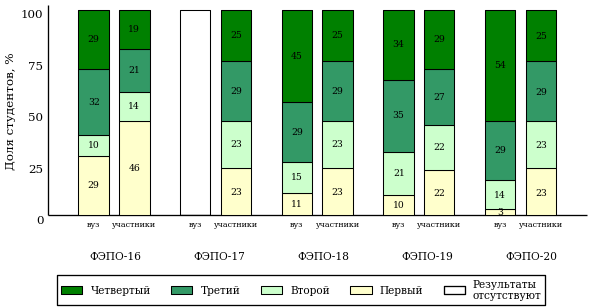 Доля студентов, %
100
75
50
25
0
29 19 25 45 25 34 29 54 25
32 21 29 29 29 35 27 29 29
10 14 23 15 23 21 22 14 23
29 46 23 11 23 10 22 3 23
вуз участники вуз участники вуз участники вуз участники вуз участники
ФЭПО-16 ФЭПО-17 ФЭПО-18 ФЭПО-19 ФЭПО-20
Четвертый Третий Второй Первый Результаты
отсутствуют